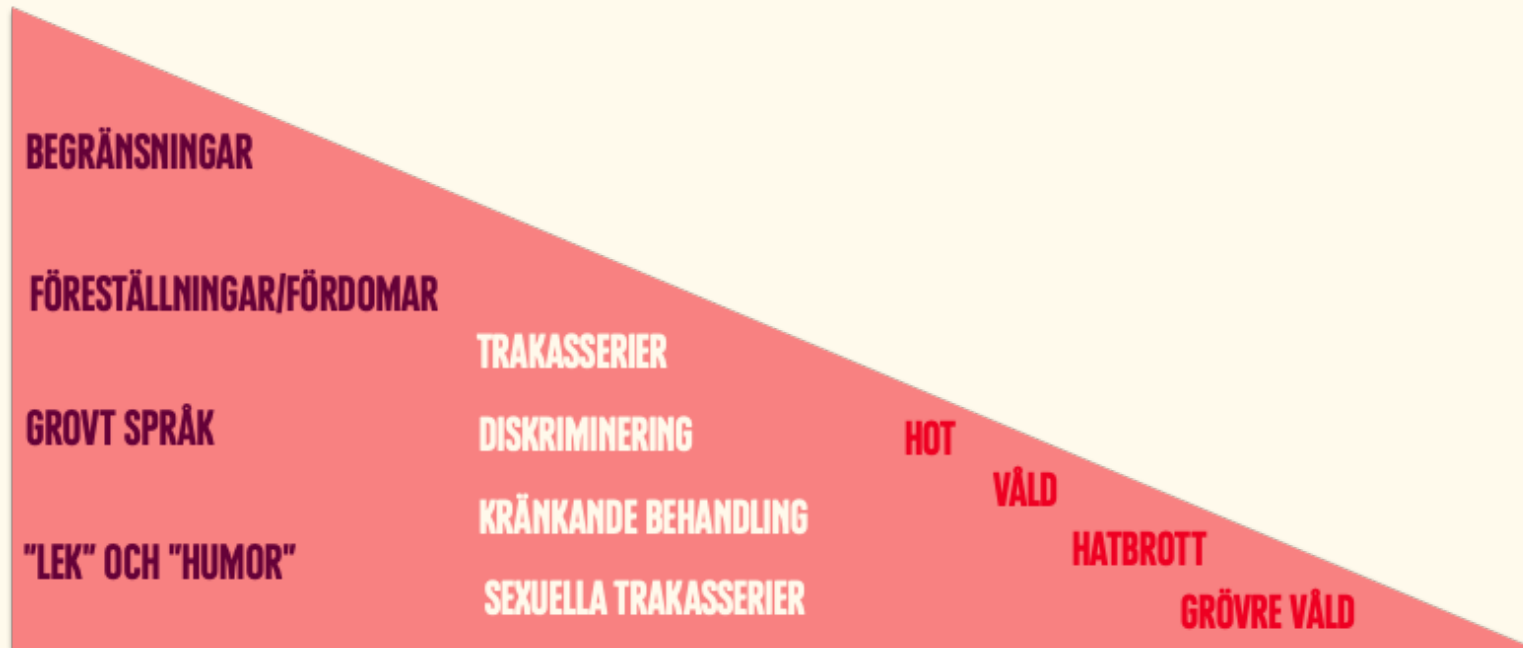 BEGRÄNSNINGAR
FÖRESTÄLLNINGAR/FÖRDOMAR
GROVT SPRÅK
"LEK" OCH "HUMOR"
TRAKASSERIER
DISKRIMINERING
KRÄNKANDE BEHANDLING
SEXUELLA TRAKASSERIER
HOT
VÅLD
HATBROTT
GRÖVRE VÅLD